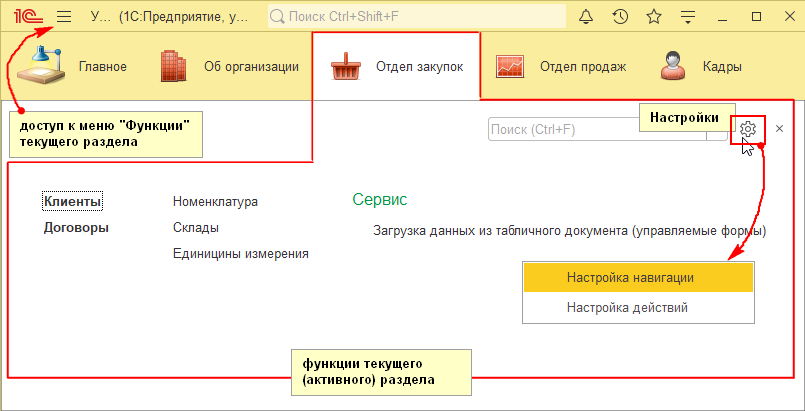 1С У... (1С:Предприятие, у... Поиск Ctrl+Shift+F
Главное Об организации Отдел закупок Отдел продаж Кадры
доступ к меню "Функции"
текущего раздела
Настройки
Поиск (Ctrl+F)
Клиенты Номенклатура Сервис
Договоры Склады Загрузка данных из табличного документа (управляемые формы)
Единицины измерения
Настройка навигации
Настройка действий
функции текущего
(активного) раздела